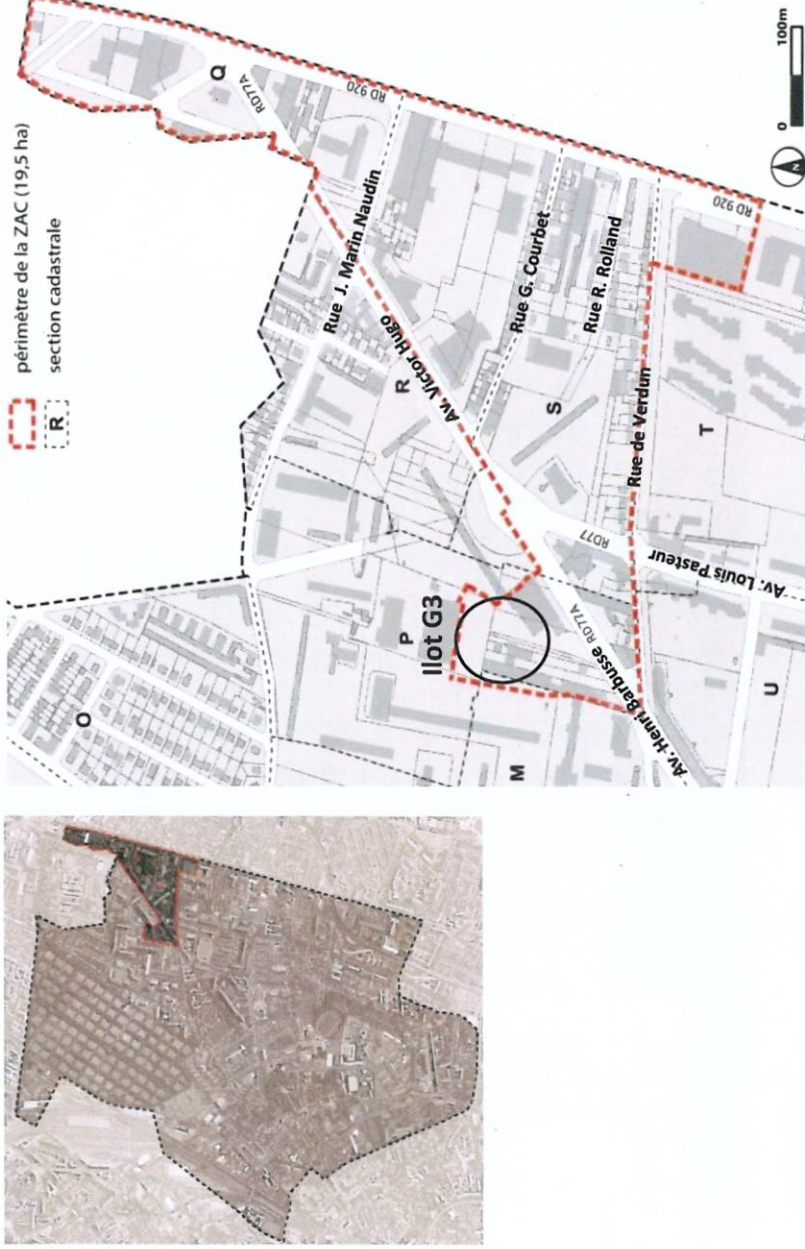 périmètre de la ZAC (19,5 ha)
R
section cadastrale
Q
RD77A
RD 920
Rue J. Marin Naudin
O
R
Av. Victor Hugo
P
Ilot G3
Rue G. Courbet
Rue R. Rolland
S
M
RD77
RD77A
Av. Henri Barbusse
Rue de Verdun
RD 920
Av. Louis Pasteur
T
U
N
0
100m